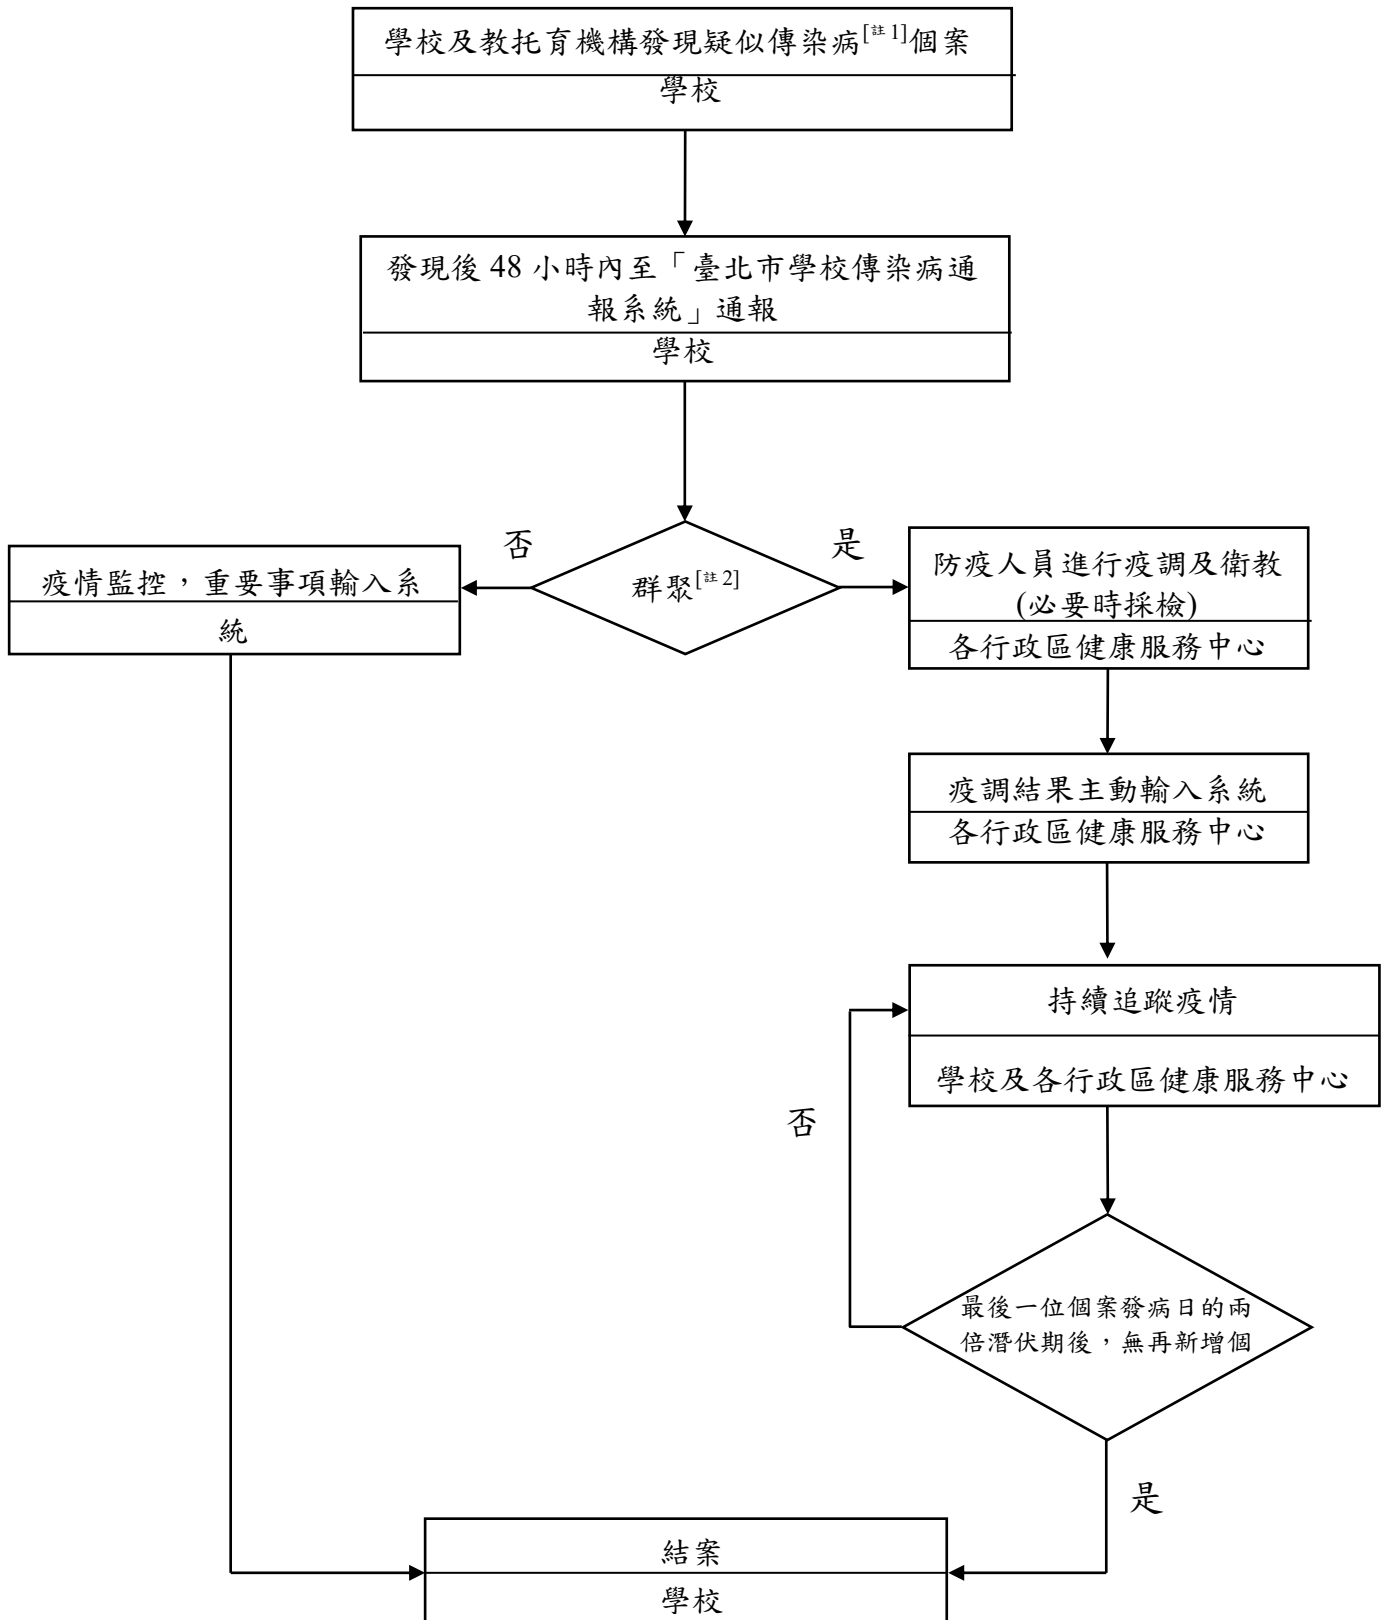 學校及教托育機構發現疑似傳染病[註 1]個案
學校
發現後 48 小時內至「臺北市學校傳染病通
報系統」通報
學校
否
是
群聚[註 2]
疫情監控，重要事項輸入系
統
防疫人員進行疫調及衛教
(必要時採檢)
各行政區健康服務中心
疫調結果主動輸入系統
各行政區健康服務中心
持續追蹤疫情
學校及各行政區健康服務中心
否
最後一位個案發病日的兩
倍潛伏期後，無再新增個
是
結案
學校